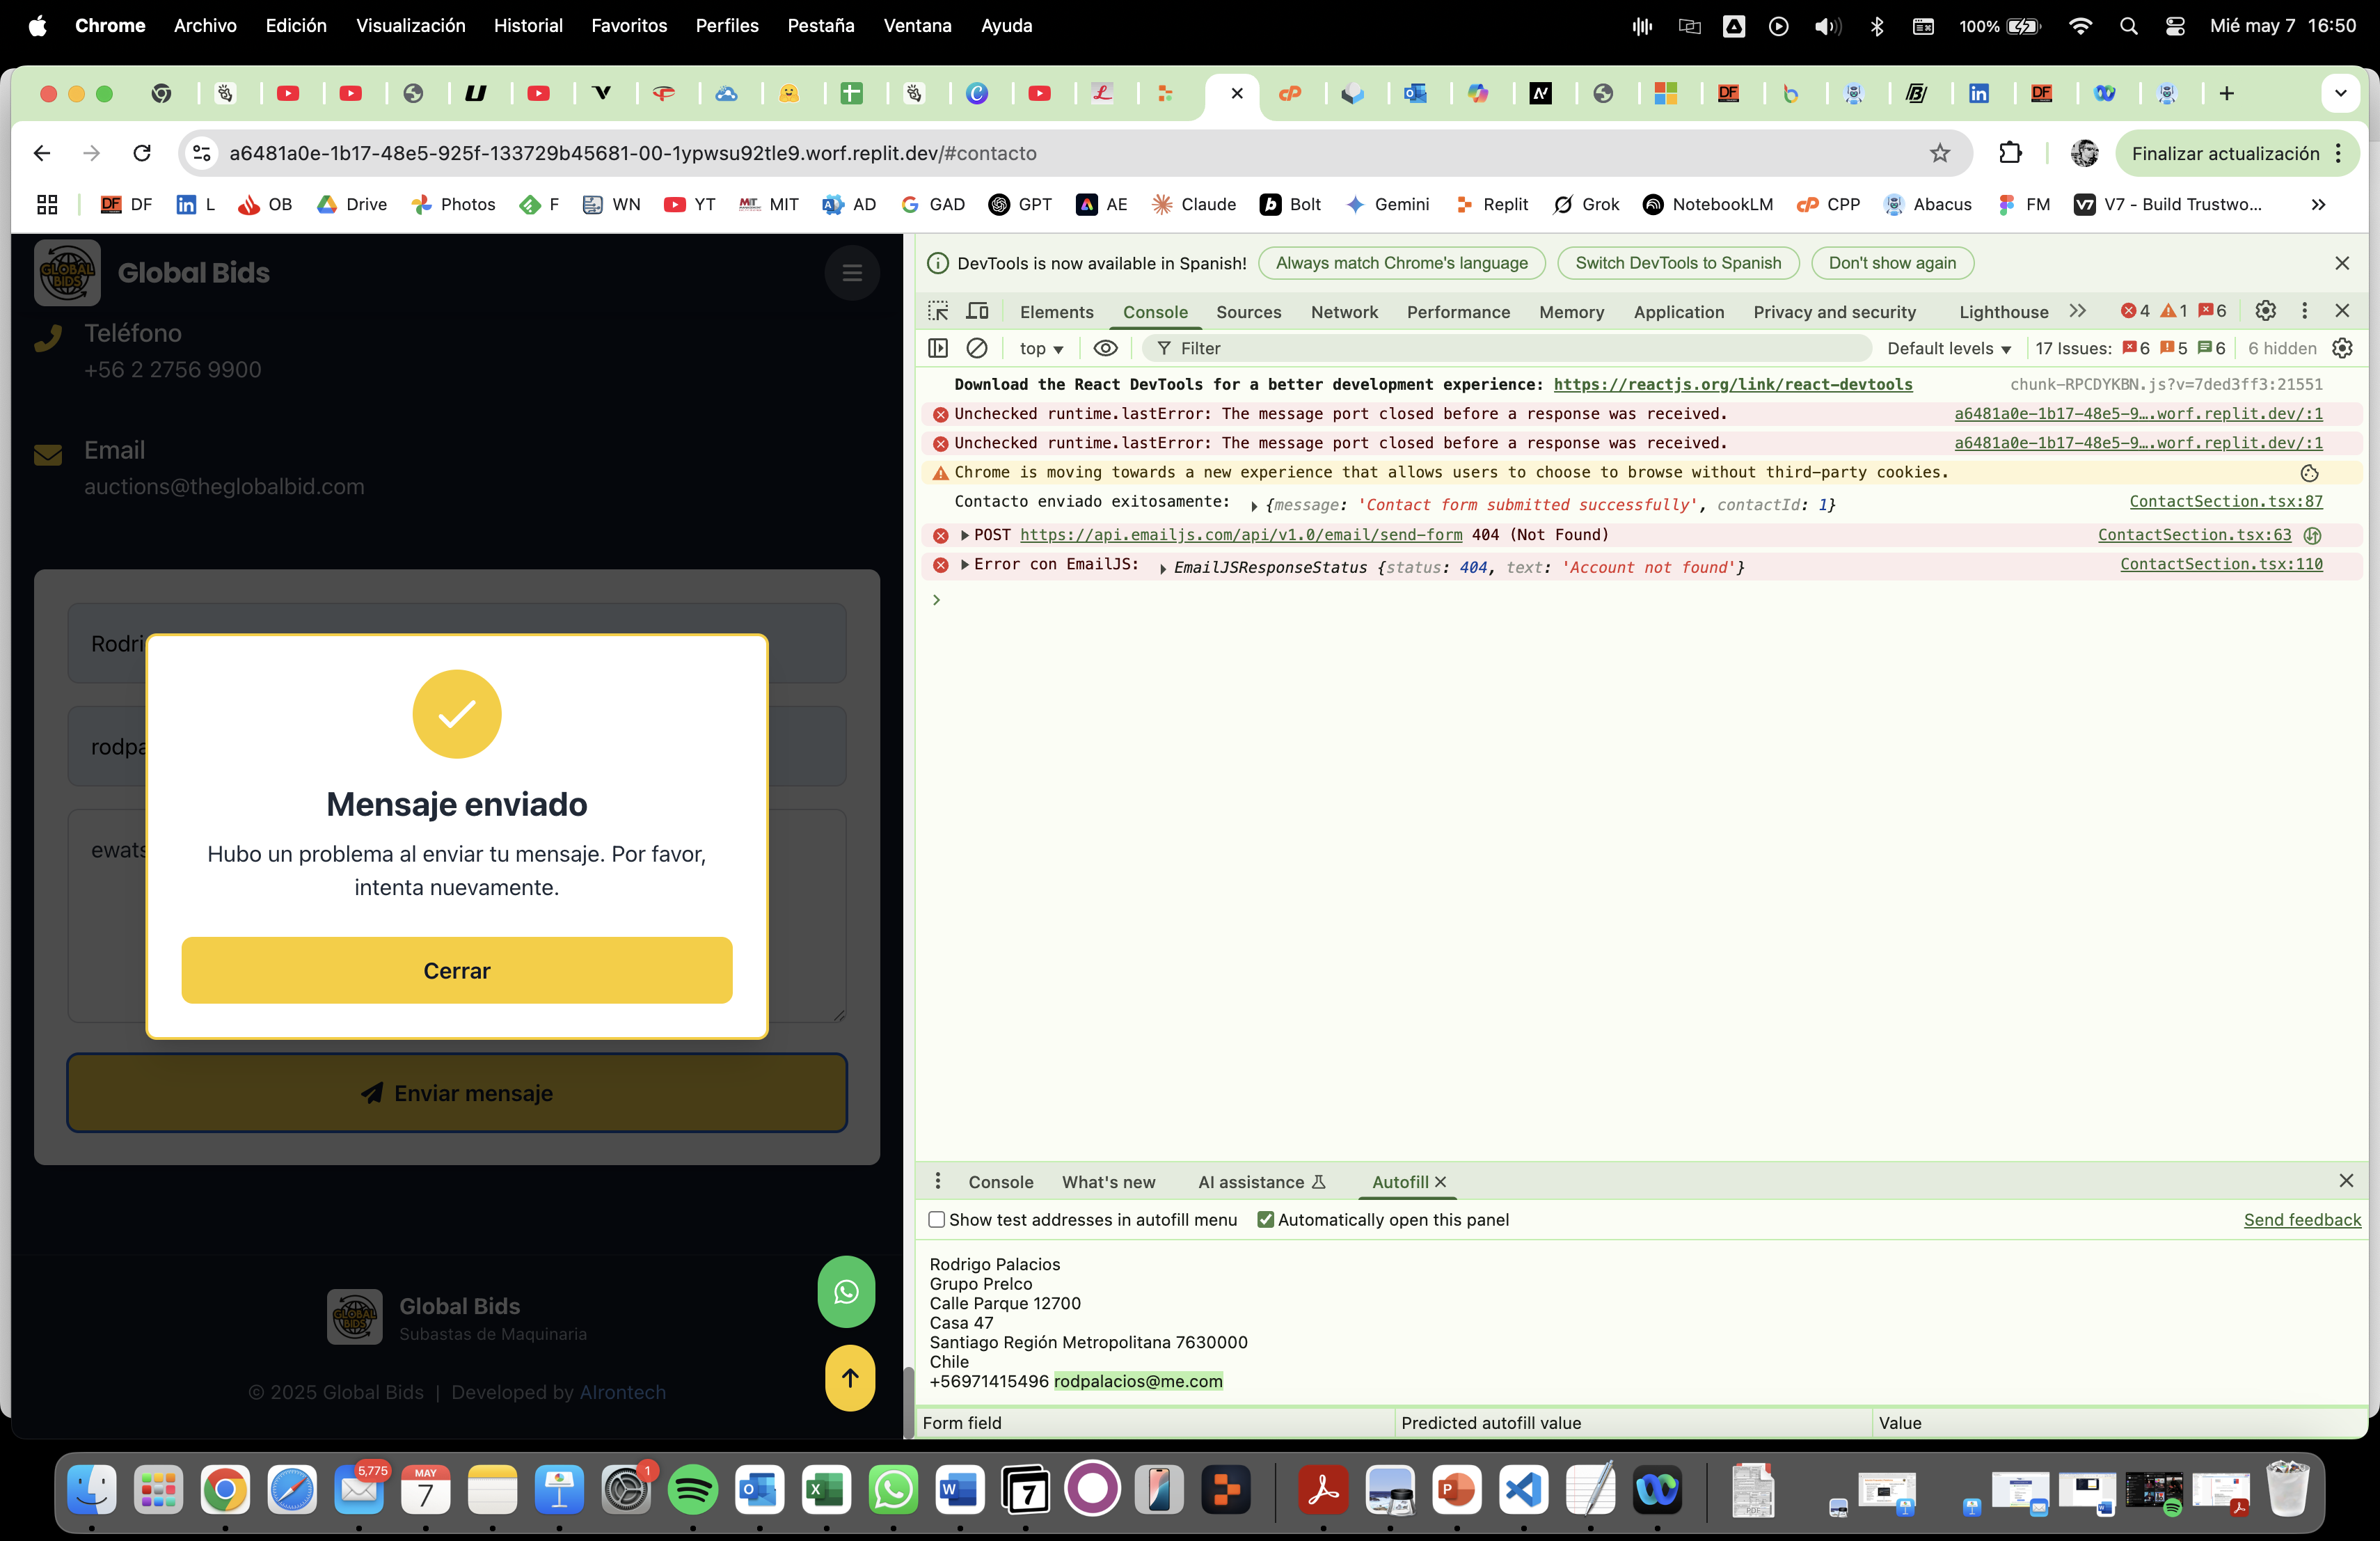 Chrome Archivo Edición Visualización Historial Favoritos Perfiles Pestaña Ventana Ayuda 100% Mié may 7 16:50
a6481a0e-1b17-48e5-925f-133729b45681-00-1ypwsu92tle9.worf.replit.dev/#contacto Finalizar actualización
DF L OB Drive Photos F WN YT MIT AD GAD GPT AE Claude Bolt Gemini Replit Grok NotebookLM CPP Abacus FM V7 - Build Trustwo...
Global Bids
Teléfono
+56 2 2756 9900
Email
auctions@theglobalbid.com
Rodri
rodpa
ewats
Mensaje enviado
Hubo un problema al enviar tu mensaje. Por favor,
intenta nuevamente.
Cerrar
Enviar mensaje
Global Bids
Subastas de Maquinaria
© 2025 Global Bids | Developed by AIrontech
DevTools is now available in Spanish! Always match Chrome's language Switch DevTools to Spanish Don't show again
Elements Console Sources Network Performance Memory Application Privacy and security Lighthouse 4 1 6
top Filter Default levels 17 Issues: 6 5 6 6 hidden
Download the React DevTools for a better development experience: https://reactjs.org/link/react-devtools chunk-RPCDYKBN.js?v=7ded3ff3:21551
Unchecked runtime.lastError: The message port closed before a response was received. a6481a0e-1b17-48e5-9….worf.replit.dev/:1
Unchecked runtime.lastError: The message port closed before a response was received. a6481a0e-1b17-48e5-9….worf.replit.dev/:1
Chrome is moving towards a new experience that allows users to choose to browse without third-party cookies.
Contacto enviado exitosamente: {message: 'Contact form submitted successfully', contactId: 1} ContactSection.tsx:87
POST https://api.emailjs.com/api/v1.0/email/send-form 404 (Not Found) ContactSection.tsx:63
Error con EmailJS: EmailJSResponseStatus {status: 404, text: 'Account not found'} ContactSection.tsx:110
Console What's new AI assistance Autofill
Show test addresses in autofill menu Automatically open this panel Send feedback
Rodrigo Palacios
Grupo Prelco
Calle Parque 12700
Casa 47
Santiago Región Metropolitana 7630000
Chile
+56971415496 rodpalacios@me.com
Form field Predicted autofill value Value
5,775 MAY 7 1 7